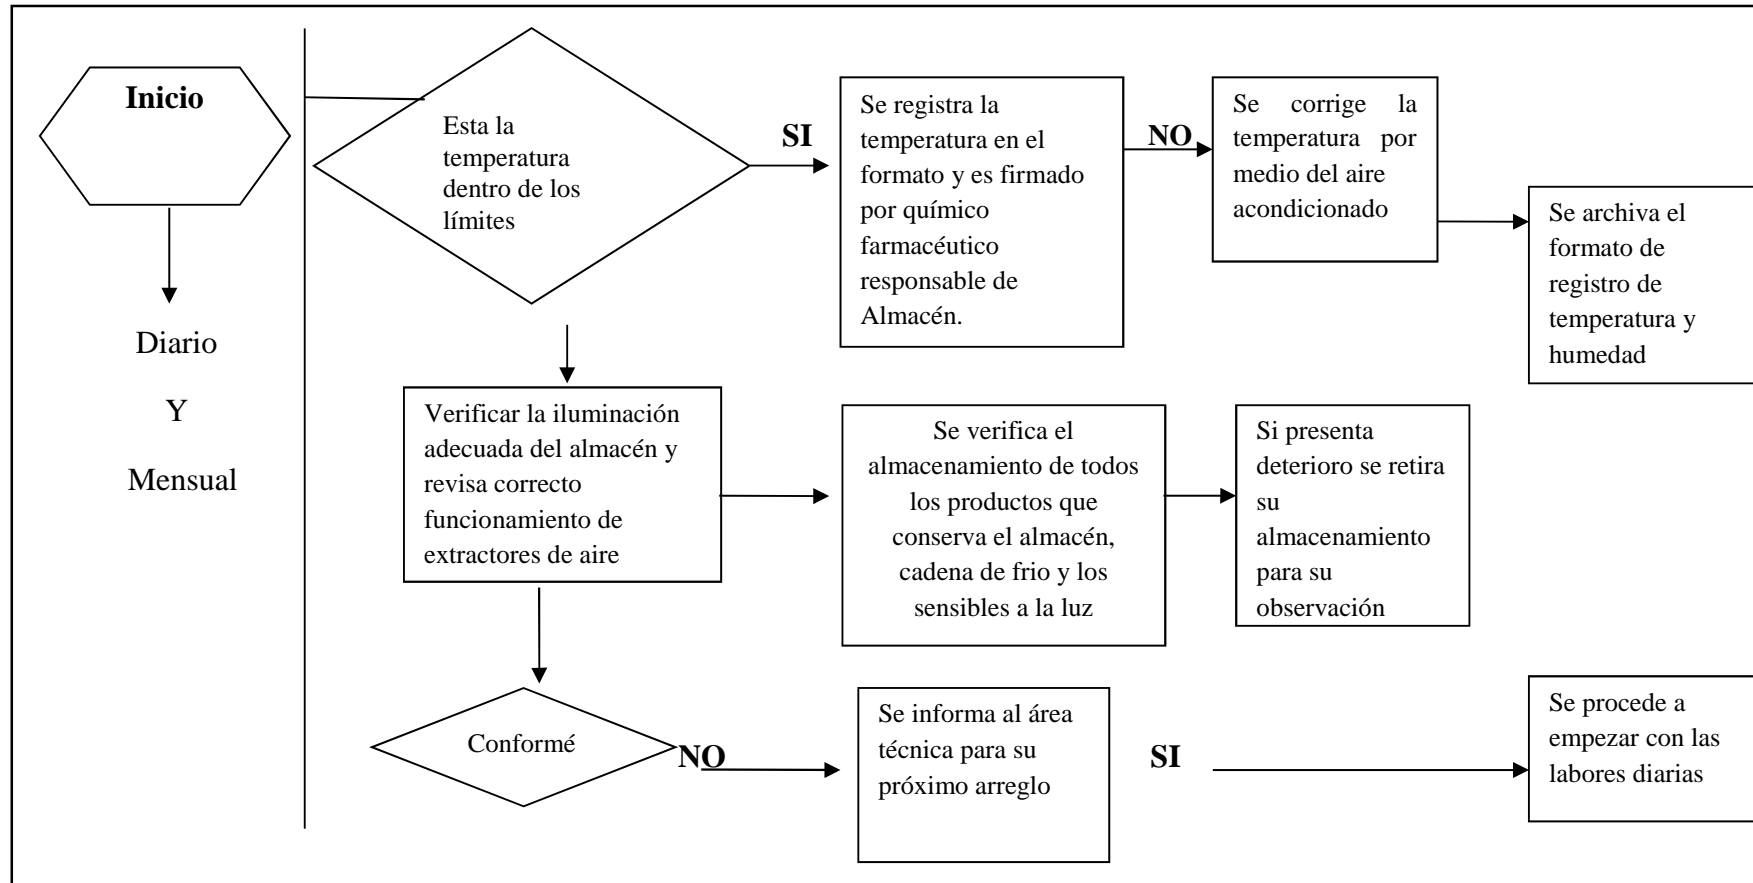 Inicio
Diario
Y
Mensual
Esta la
temperatura
dentro de los
límites
SI
Se registra la
temperatura en el
formato y es firmado
por químico
farmacéutico
responsable de
Almacén.
NO
Se corrige la
temperatura por
medio del aire
acondicionado
Se archiva el
formato de
registro de
temperatura y
humedad
Verificar la iluminación
adecuada del almacén y
revisa correcto
funcionamiento de
extractores de aire
Se verifica el
almacenamiento de todos
los productos que
conserva el almacén,
cadena de frio y los
sensibles a la luz
Si presenta
deterioro se retira
su
almacenamiento
para su
observación
Conformé
NO
Se informa al área
técnica para su
próximo arreglo
SI
Se procede a
empezar con las
labores diarias